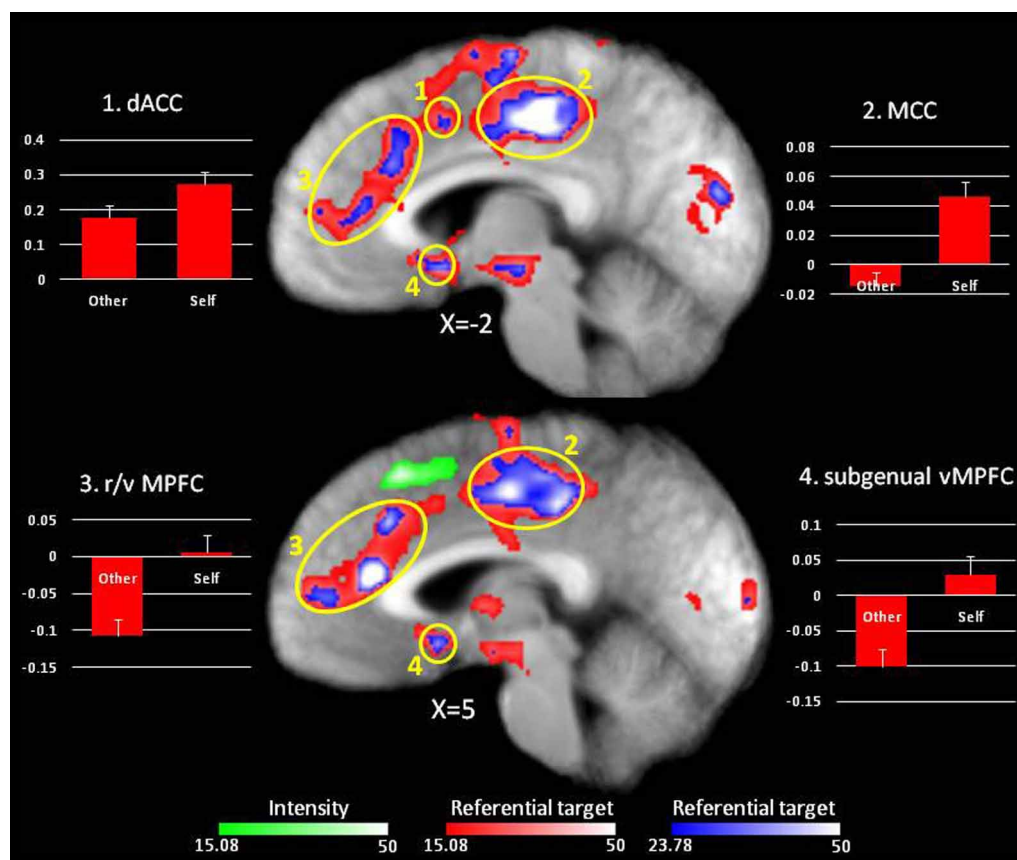 1. dACC
0.4
0.3
0.2
0.1
0
Other Self
1
2
3
4
X=-2
2. MCC
0.08
0.06
0.04
0.02
0
-0.02
Other Self
3. r/v MPFC
0.05
0
-0.05
-0.1
-0.15
Other Self
2
3
4
X=5
4. subgenual vMPFC
0.1
0.05
0
-0.05
-0.1
-0.15
Other Self
Intensity Referential target Referential target
15.08 50 15.08 50 23.78 50